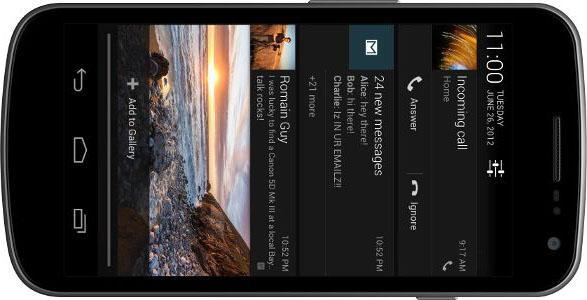 11:00
TUESDAY
JUNE 26, 2012
Incoming call
9:17 AM
Home
Answer
Ignore
24 new messages
10:52 PM
Alice: hey there!
Bob: hi there!
Charlie: Iz IN UR EMAILZ!!
+21 more
Romain Guy
10:52 PM
I was lucky to find a Canon 5D Mk III at a local Bay.
talk rocks!
Add to Gallery